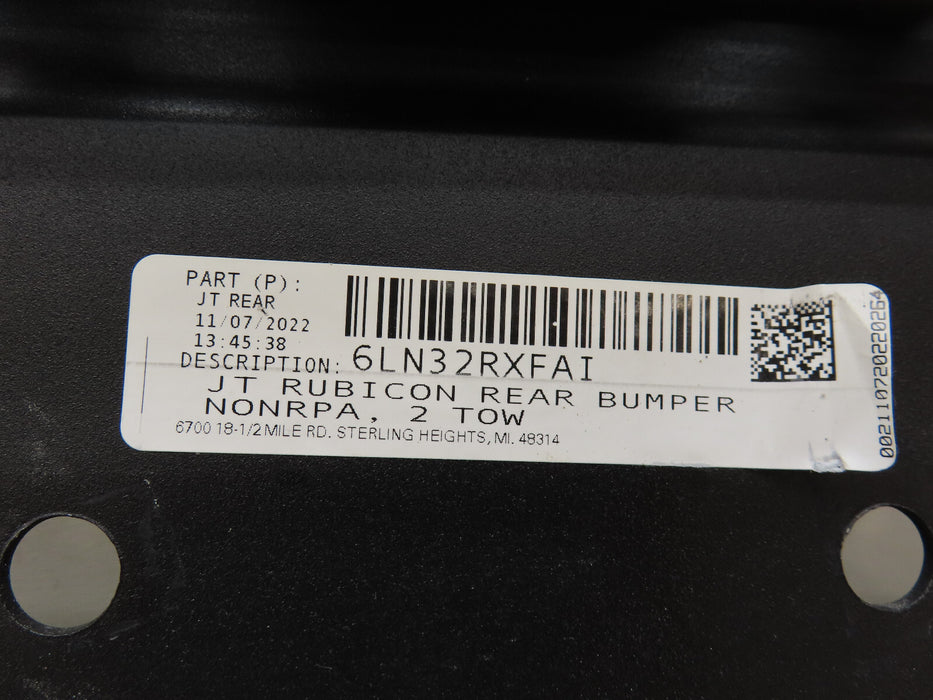 PART (P):
JT REAR
11/07/2022
13:45:38
DESCRIPTION: 6LN32RXFAI
JT RUBICON REAR BUMPER
NONRPA, 2 TOW
6700 18-1/2 MILE RD. STERLING HEIGHTS, MI. 48314
0021107202220264